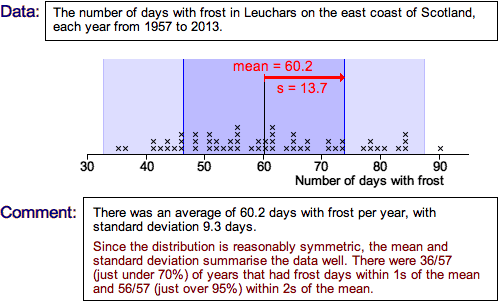 Data:
The number of days with frost in Leuchars on the east coast of Scotland,
each year from 1957 to 2013.
mean = 60.2
s = 13.7
30 40 50 60 70 80 90
Number of days with frost
Comment:
There was an average of 60.2 days with frost per year, with
standard deviation 9.3 days.
Since the distribution is reasonably symmetric, the mean and
standard deviation summarise the data well. There were 36/57
(just under 70%) of years that had frost days within 1s of the mean
and 56/57 (just over 95%) within 2s of the mean.